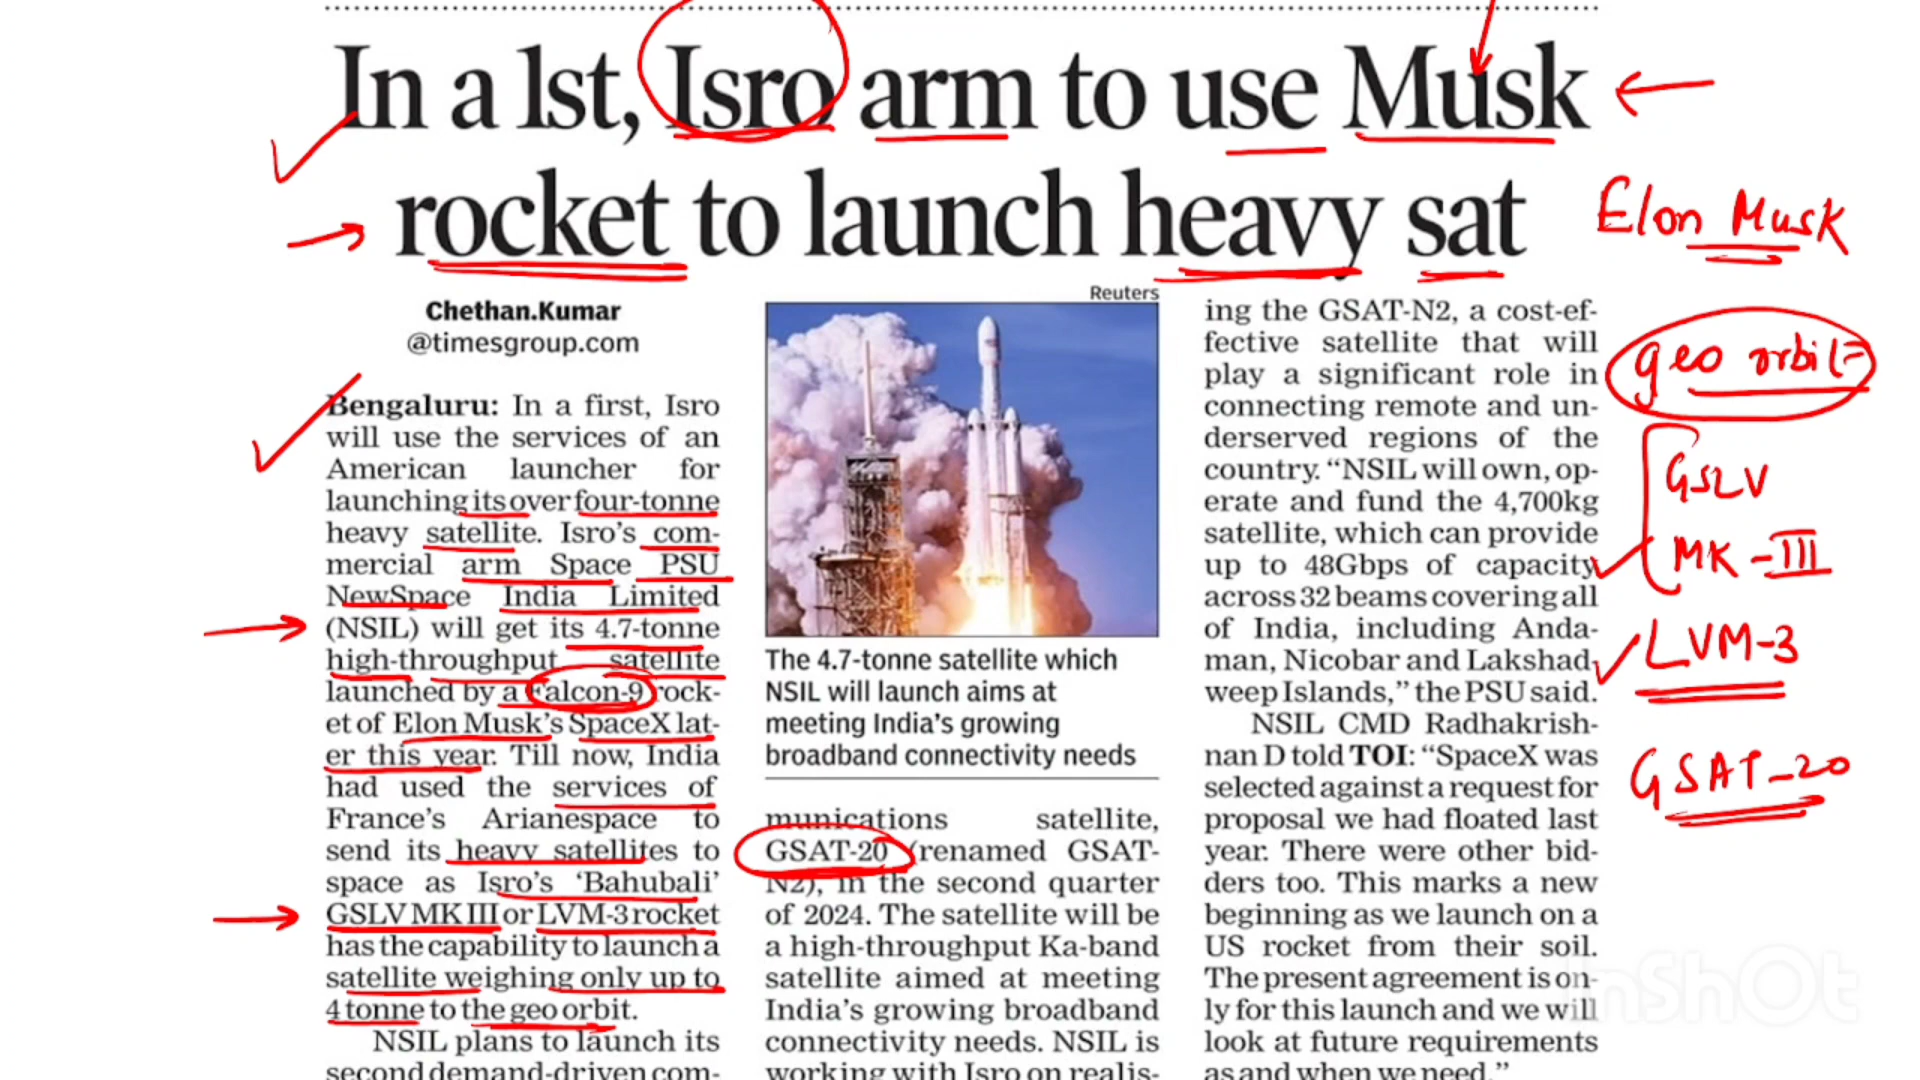 In a 1st, Isro arm to use Musk
rocket to launch heavy sat
Elon Musk
geo orbit
GSLV
MK-III
LVM-3
GSAT-20
Chethan.Kumar
@timesgroup.com
Bengaluru: In a first, Isro
will use the services of an
American launcher for
launching its over four-tonne
heavy satellite. Isro's com-
mercial arm Space PSU
NewSpace India Limited
(NSIL) will get its 4.7-tonne
high-throughput satellite
launched by a Falcon-9 rock-
et of Elon Musk's SpaceX lat-
er this year. Till now, India
had used the services of
France's Arianespace to
send its heavy satellites to
space as Isro's 'Bahubali'
GSLV MK III or LVM-3 rocket
has the capability to launch a
satellite weighing only up to
4 tonne to the geo orbit.
NSIL plans to launch its
second demand-driven com-
Reuters
The 4.7-tonne satellite which
NSIL will launch aims at
meeting India's growing
broadband connectivity needs
munications satellite,
GSAT-20 (renamed GSAT-
N2), in the second quarter
of 2024. The satellite will be
a high-throughput Ka-band
satellite aimed at meeting
India's growing broadband
connectivity needs. NSIL is
working with Isro on realis-
ing the GSAT-N2, a cost-ef-
fective satellite that will
play a significant role in
connecting remote and un-
derserved regions of the
country. "NSIL will own, op-
erate and fund the 4,700kg
satellite, which can provide
up to 48Gbps of capacity
across 32 beams covering all
of India, including Anda-
man, Nicobar and Lakshad-
weep Islands," the PSU said.
NSIL CMD Radhakrish-
nan D told TOI: "SpaceX was
selected against a request for
proposal we had floated last
year. There were other bid-
ders too. This marks a new
beginning as we launch on a
US rocket from their soil.
The present agreement is on-
ly for this launch and we will
look at future requirements
as and when we need."
InShOt